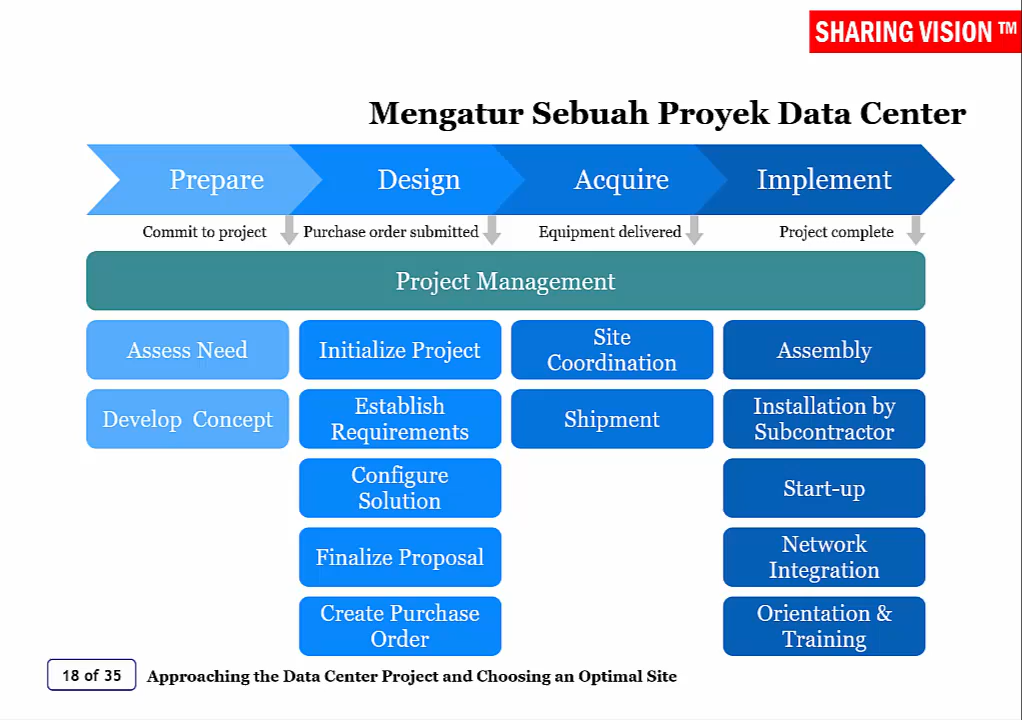 SHARING VISION ™
Mengatur Sebuah Proyek Data Center
Prepare
Design
Acquire
Implement
Commit to project
Purchase order submitted
Equipment delivered
Project complete
Project Management
Assess Need
Initialize Project
Site
Coordination
Assembly
Develop Concept
Establish
Requirements
Shipment
Installation by
Subcontractor
Configure
Solution
Start-up
Finalize Proposal
Network
Integration
Create Purchase
Order
Orientation &
Training
18 of 35
Approaching the Data Center Project and Choosing an Optimal Site